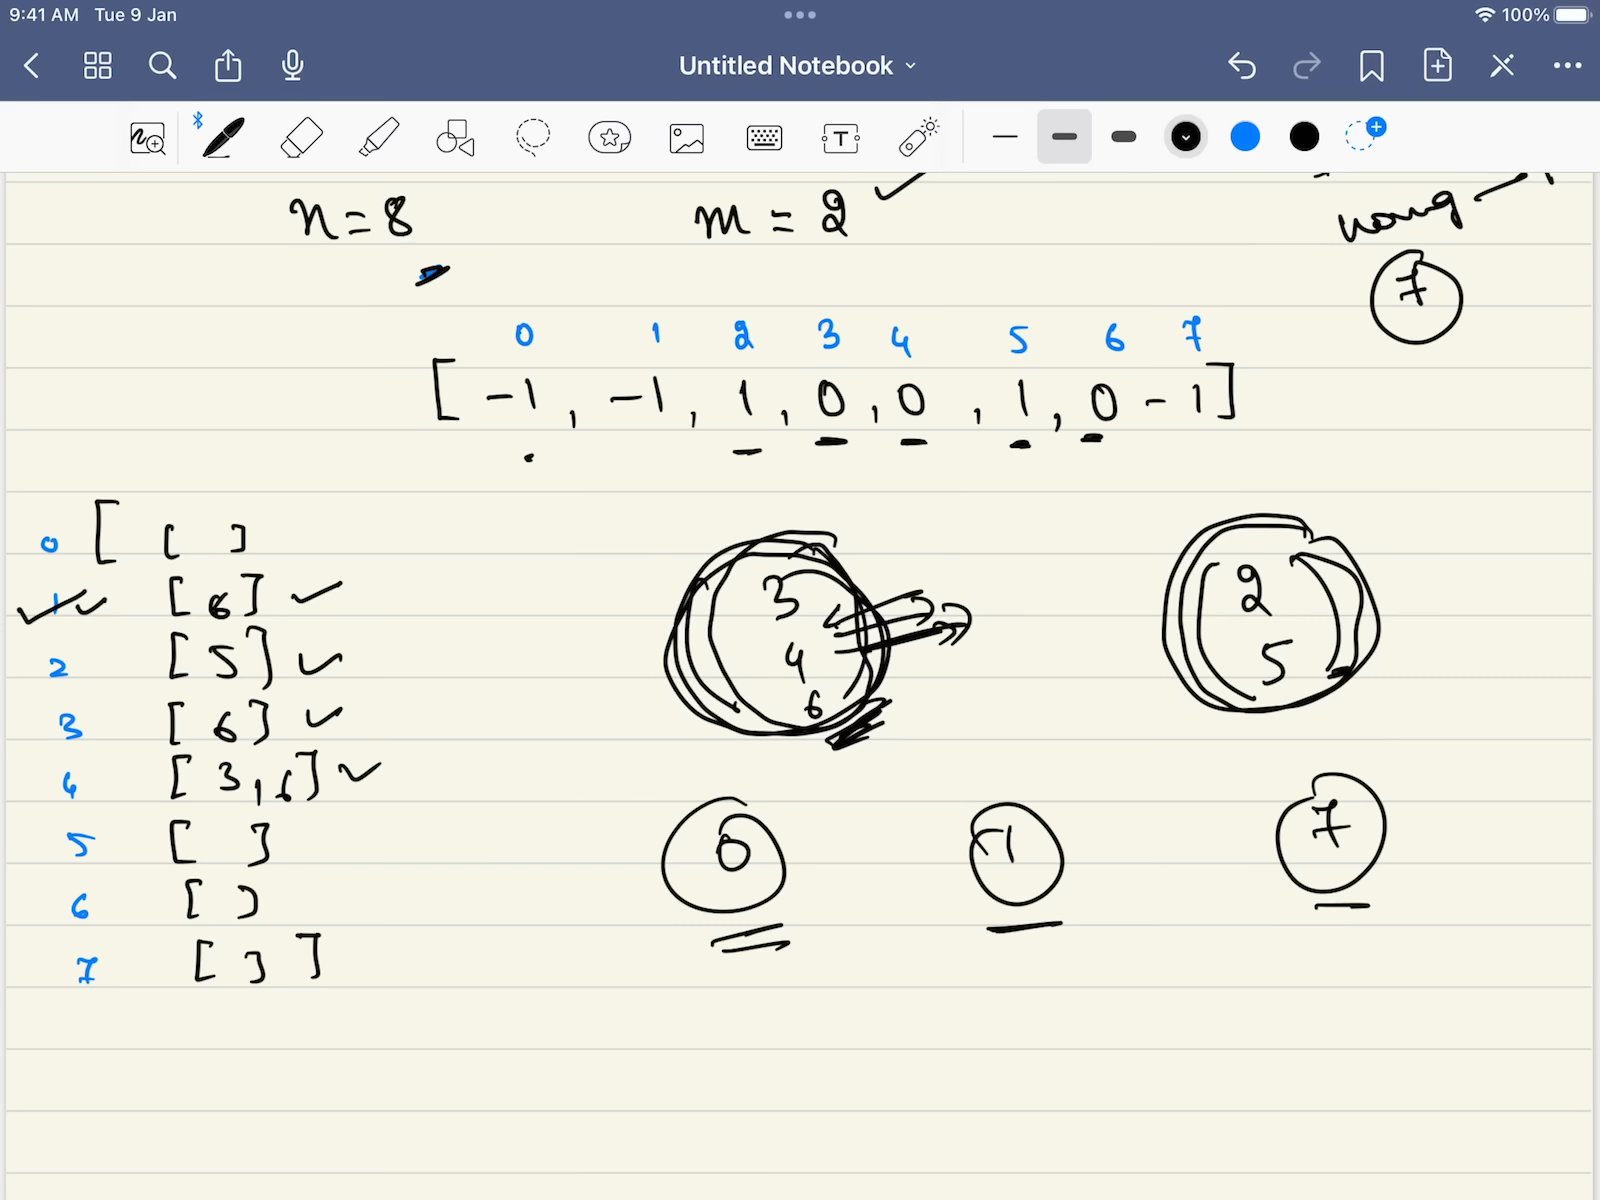 9:41 AM Tue 9 Jan 100%
Untitled Notebook
T
n=8 m = 2
7
0 1 2 3 4 5 6 7
[ -1 , -1 , 1 , 0 , 0 , 1 , 0 - 1 ]
0 [ [ ]
1 [ 6 ]
2 [ 5 ]
3 [ 6 ]
4 [ 3, 6 ]
5 [ ]
6 [ ]
7 [ ] ]
3
4
6
2
5
0 1 7